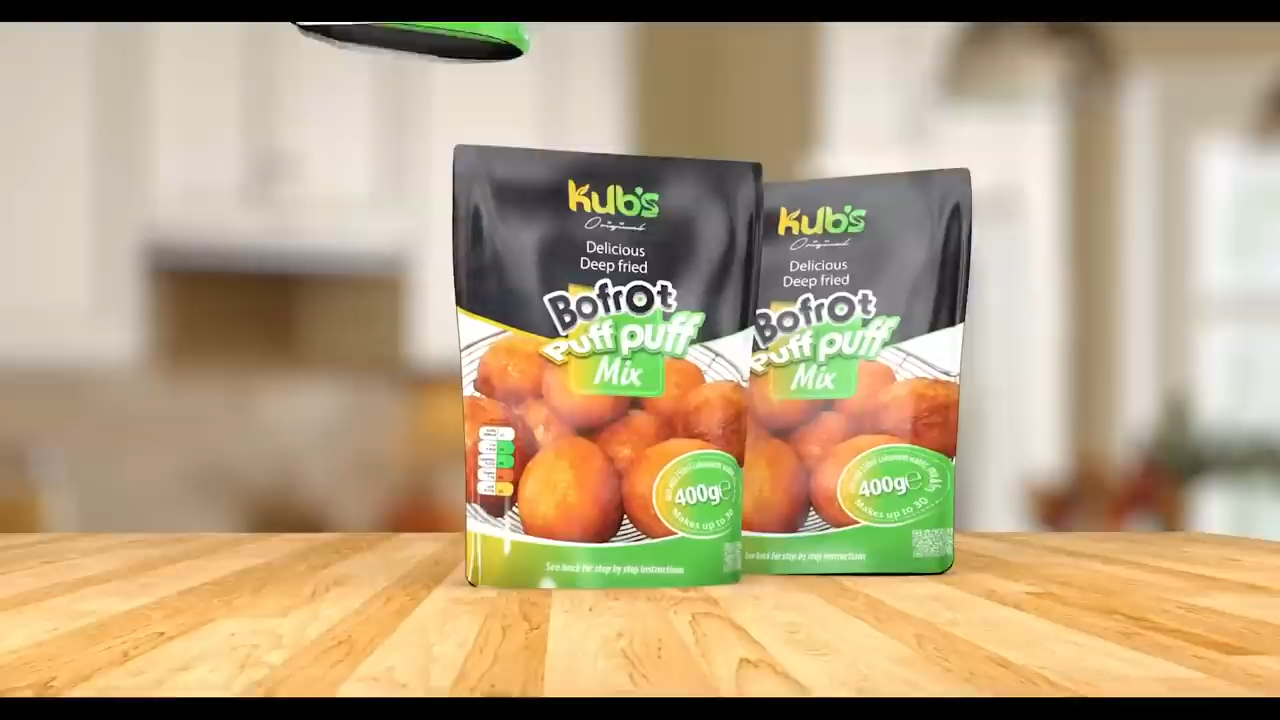 Kub's
Original
Delicious
Deep fried
Bofrot
Puff puff
Mix
400g e
Makes up to 30
See back for step by step instructions
Kub's
Original
Delicious
Deep fried
Bofrot
Puff puff
Mix
400g e
Makes up to 30
See back for step by step instructions